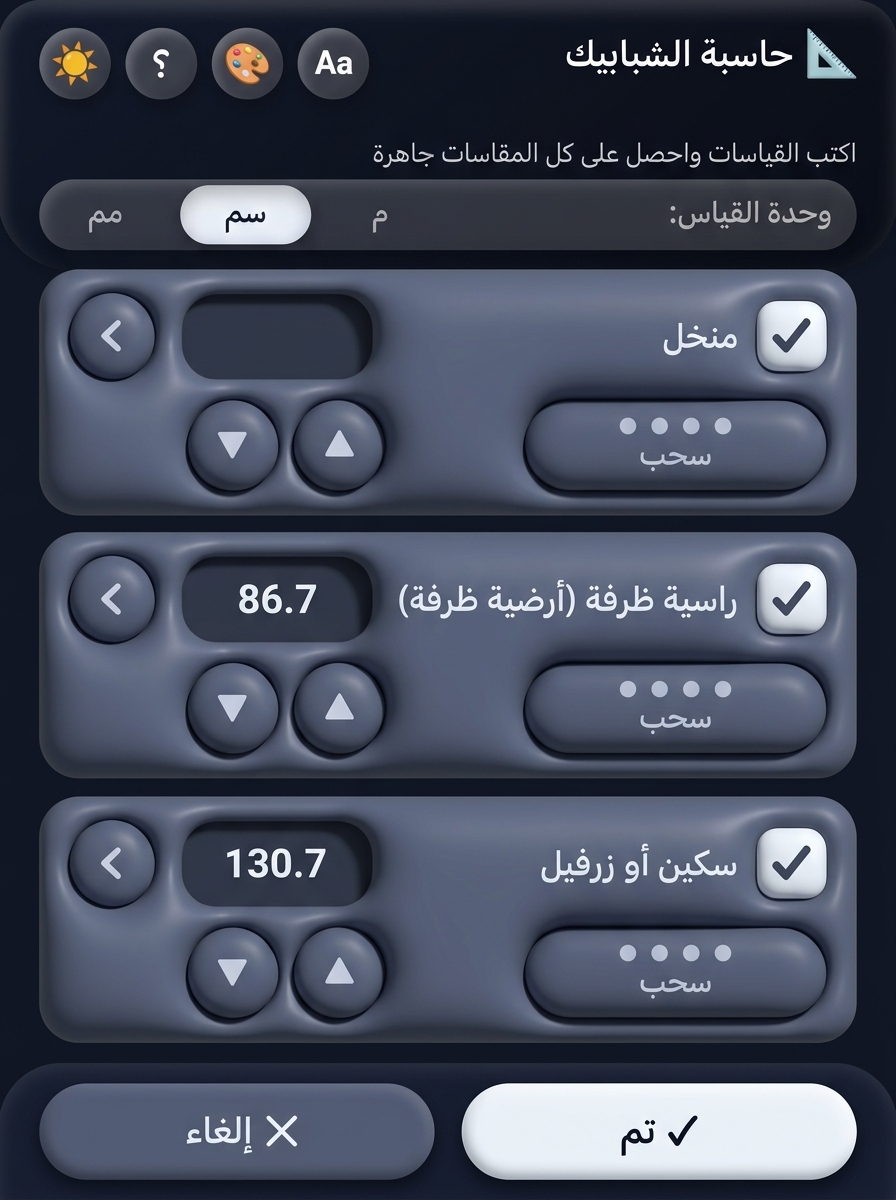 حاسبة الشبابيك
Aa
؟
اكتب القياسات واحصل على كل المقاسات جاهرة
وحدة القياس:
م
سم
مم
منخل
سحب
راسية ظرفة (أرضية ظرفة)
86.7
سحب
سكين أو زرفيل
130.7
سحب
✓ تم
✕ إلغاء